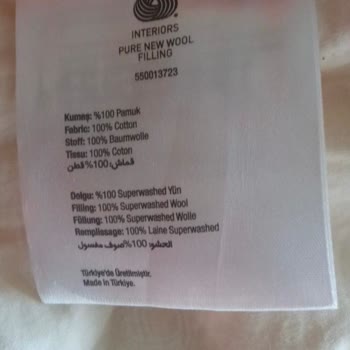 INTERIORS
PURE NEW WOOL
FILLING
550013723
Kumaş: %100 Pamuk
Fabric: 100% Cotton
Stoff: 100% Baumwolle
Tissu: 100% Coton
قماش: 100% قطن
Dolgu: %100 Superwashed Yün
Filling: 100% Superwashed Wool
Füllung: 100% Superwashed Wolle
Remplissage: 100% Laine Superwashed
الحشو: 100% صوف مغسول
Türkiye'de Üretilmiştir.
Made in Türkiye.